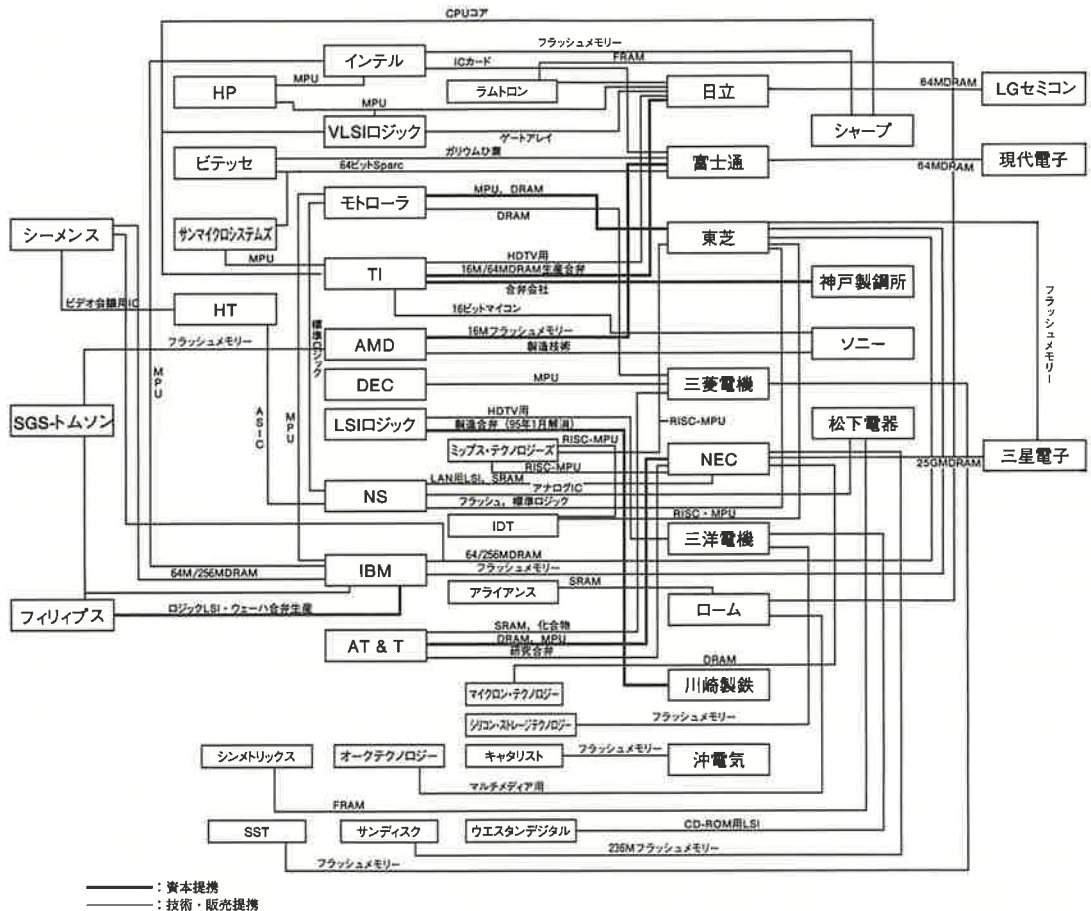 CPUコア
フラッシュメモリー
インテル
ICカード
FRAM
MPU
ラムトロン
日立
64MDRAM
LGセミコン
HP
MPU
シャープ
VLSIロジック
ゲートアレイ
ガリウムひ素
ビテッセ
富士通
64MDRAM
現代電子
64ビットSparc
MPU, DRAM
モトローラ
DRAM
シーメンス
サンマイクロシステムズ
東芝
MPU
HDTV用
TI
16M/64MDRAM生産合弁
合弁会社
神戸製鋼所
ビデオ会議用IC
HT
16ビットマイコン
フラッシュメモリー
標準ロジック
フラッシュメモリー
AMD
16Mフラッシュメモリー
製造技術
ソニー
MPU
DEC
MPU
三菱電機
SGS-トムソン
ASIC
MPU
LSIロジック
HDTV用
製造合弁（95年1月解消）
RISC-MPU
松下電器
ミップス・テクノロジーズ
RISC-MPU
RISC-MPU
NEC
25GMDRAM
三星電子
LAN用LSI, SRAM
NS
アナログIC
フラッシュ，標準ロジック
IDT
RISC・MPU
三洋電機
64/256MDRAM
64M/256MDRAM
IBM
フラッシュメモリー
アライアンス
SRAM
フィリィプス
ロジックLSI・ウェーハ合弁生産
ローム
SRAM，化合物
AT & T
DRAM，MPU
研究合弁
DRAM
マイクロン・テクノロジー
川崎製鉄
シリコン・ストレージテクノロジー
フラッシュメモリー
シンメトリックス
オークテクノロジー
キャタリスト
フラッシュメモリー
沖電気
マルチメディア用
FRAM
SST
サンディスク
ウエスタンデジタル
CD-ROM用LSI
236Mフラッシュメモリー
フラッシュメモリー
：資本提携
：技術・販売提携